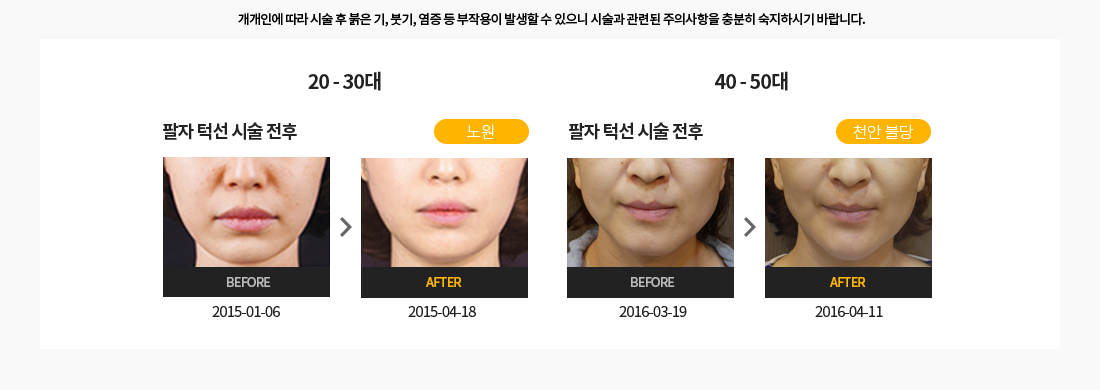 개개인에 따라 시술 후 붉은 기, 붓기, 염증 등 부작용이 발생할 수 있으니 시술과 관련된 주의사항을 충분히 숙지하시기 바랍니다.
20 - 30대
팔자 턱선 시술 전후
노원
BEFORE
AFTER
2015-01-06
2015-04-18
40 - 50대
팔자 턱선 시술 전후
천안 불당
BEFORE
AFTER
2016-03-19
2016-04-11